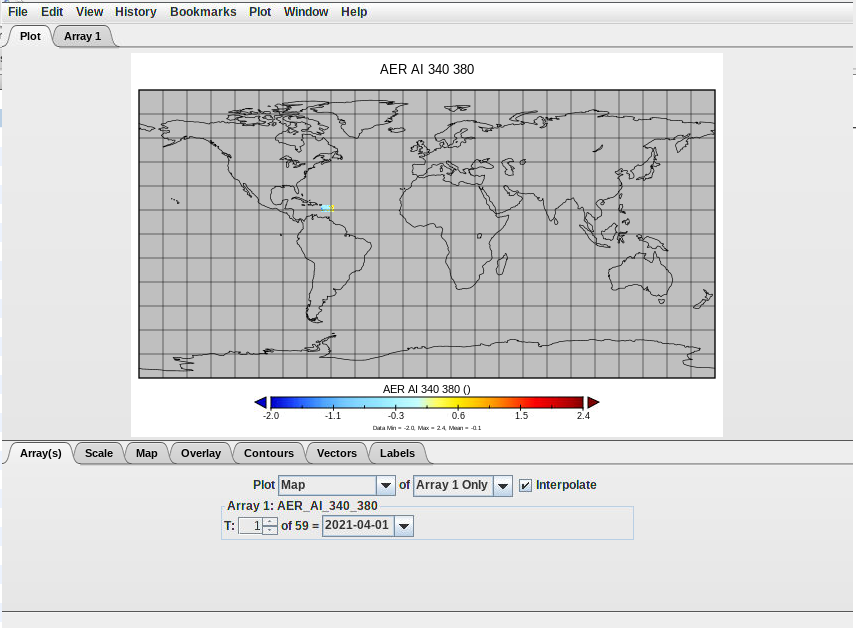 File Edit View History Bookmarks Plot Window Help
Plot Array 1
AER AI 340 380
AER AI 340 380 ()
-2.0 -1.1 -0.3 0.6 1.5 2.4
Data Min = -2.0, Max = 2.4, Mean = -0.1
Array(s) Scale Map Overlay Contours Vectors Labels
Plot Map of Array 1 Only Interpolate
Array 1: AER_AI_340_380
T: 1 of 59 = 2021-04-01